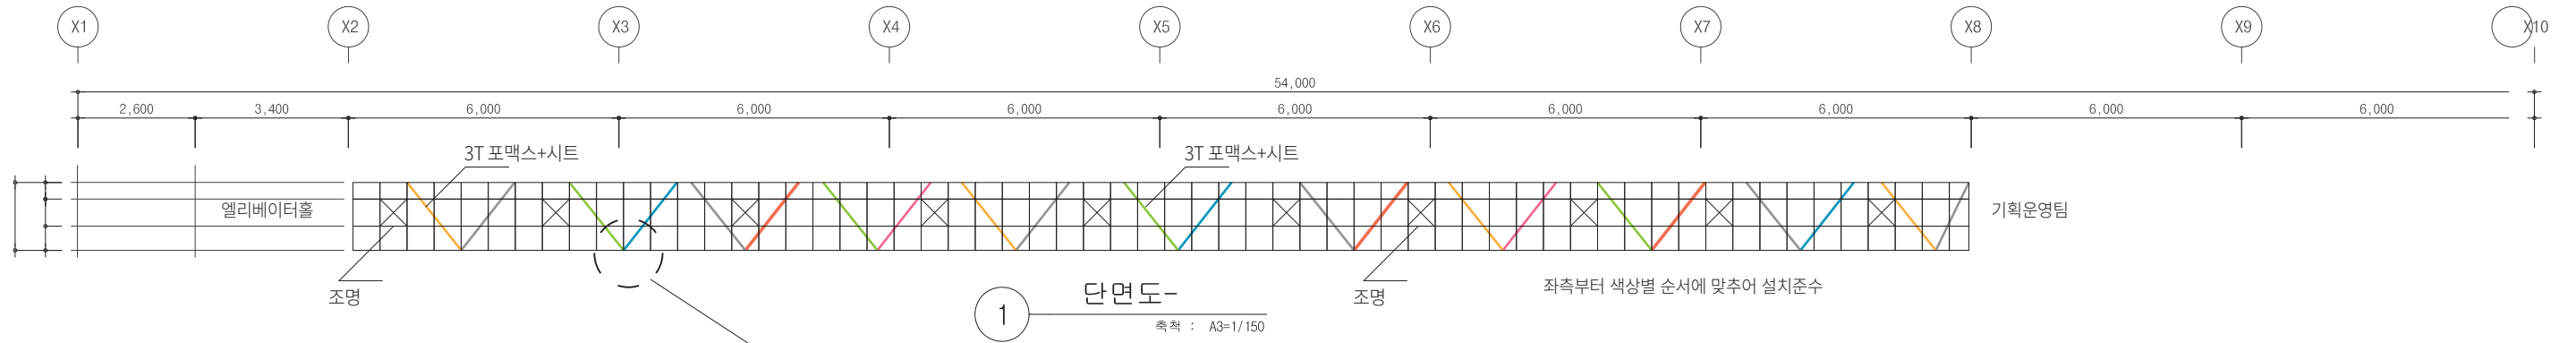 X1 X2 X3 X4 X5 X6 X7 X8 X9 X10
54,000
2,600 3,400 6,000 6,000 6,000 6,000 6,000 6,000 6,000 6,000
3T 포맥스+시트 3T 포맥스+시트
엘리베이터홀 기획운영팀
조명 조명 좌측부터 색상별 순서에 맞추어 설치준수
1 단면도-
축척 : A3=1/150